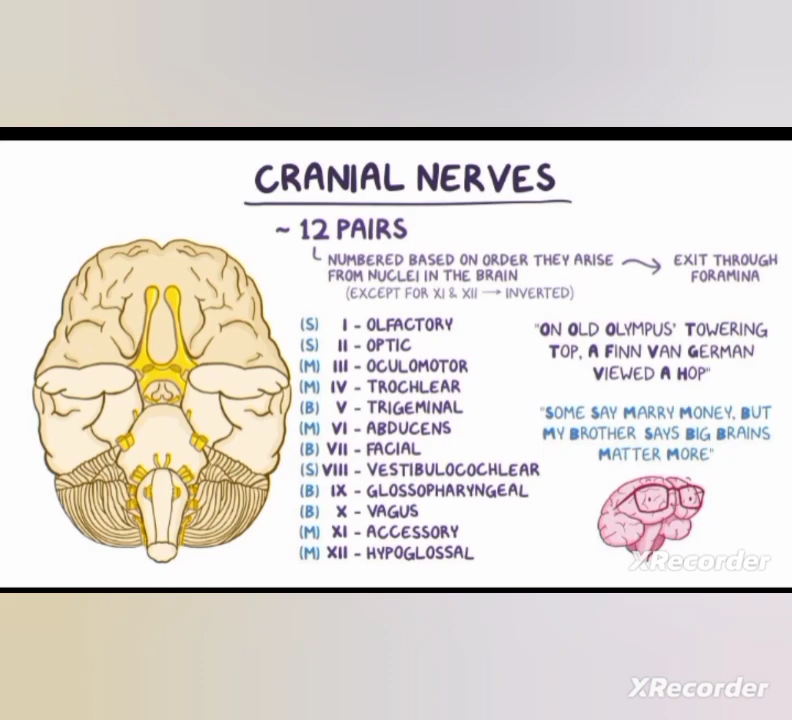 CRANIAL NERVES
~ 12 PAIRS
NUMBERED BASED ON ORDER THEY ARISE → EXIT THROUGH
FROM NUCLEI IN THE BRAIN FORAMINA
(EXCEPT FOR XI & XII → INVERTED)
(S) I - OLFACTORY
(S) II - OPTIC
(M) III - OCULOMOTOR
(M) IV - TROCHLEAR
(B) V - TRIGEMINAL
(M) VI - ABDUCENS
(B) VII - FACIAL
(S) VIII - VESTIBULOCOCHLEAR
(B) IX - GLOSSOPHARYNGEAL
(B) X - VAGUS
(M) XI - ACCESSORY
(M) XII - HYPOGLOSSAL
"ON OLD OLYMPUS' TOWERING
TOP, A FINN VAN GERMAN
VIEWED A HOP"
"SOME SAY MARRY MONEY, BUT
MY BROTHER SAYS BIG BRAINS
MATTER MORE"
XRecorder
XRecorder